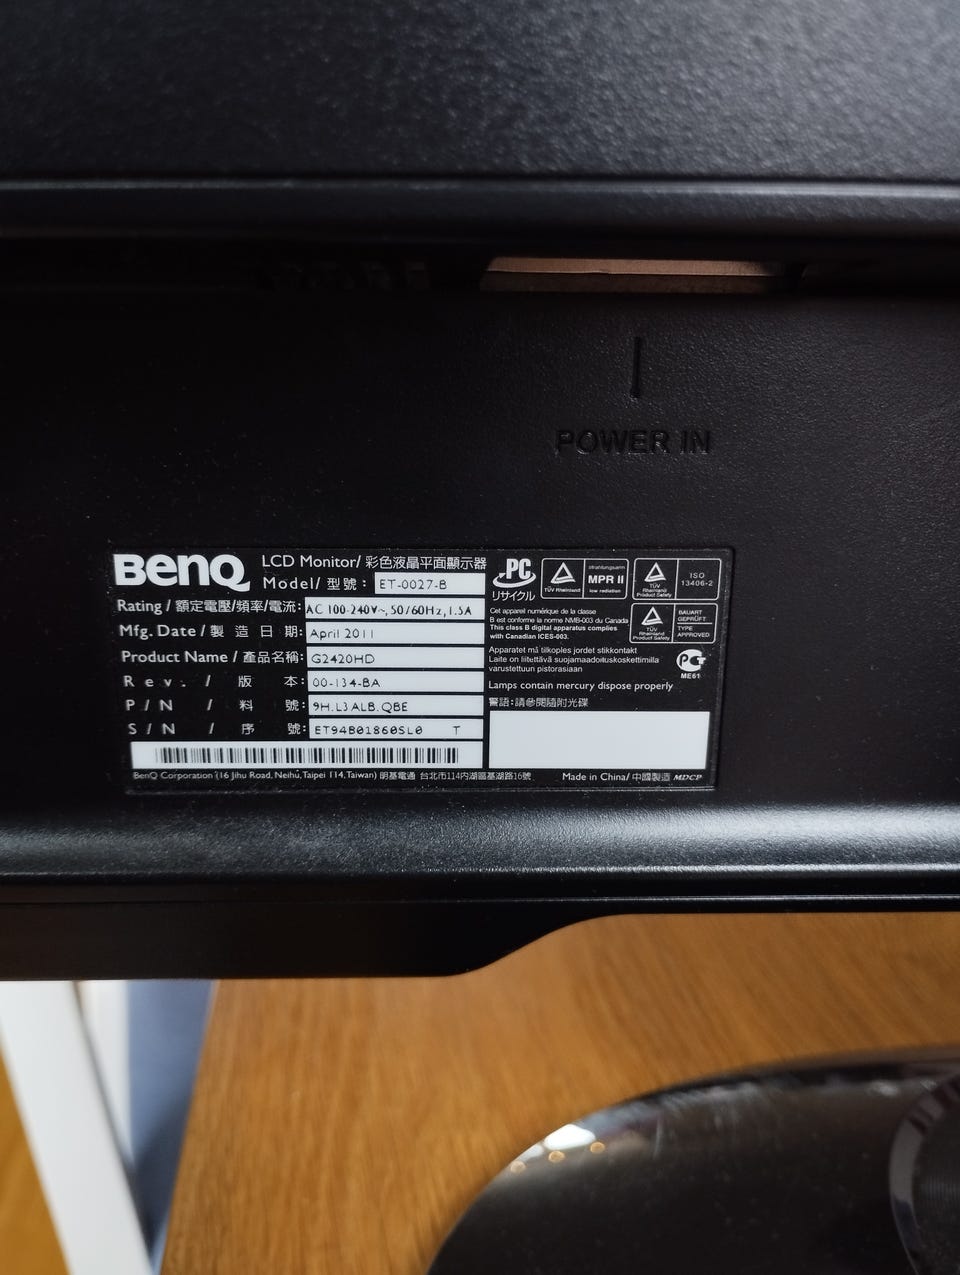 POWER IN
BenQ
LCD Monitor/ 彩色液晶平面顯示器
Model/ 型號: ET-0027-B
Rating / 額定電壓/頻率/電流: AC 100-240V~, 50/60Hz, 1.5A
Mfg. Date / 製 造 日 期: April 2011
Product Name / 產品名稱: G2420HD
Rev. / 版 本: 00-134-BA
P/N / 料 號: 9H.L3ALB.QBE
S/N / 序 號: ET94B01860SL0 T
BenQ Corporation (16 Jihu Road, Neihu, Taipei 114, Taiwan) 明基電通 台北市114內湖區基湖路16號
PC
リサイクル
TÜV Rheinland
strahlungsarm
MPR II
low radiation
TÜV
Rheinland
Product Safety
ISO
13406-2
Cet appareil numérique de la classe
B est conforme la norme NMB-003 du Canada
This class B digital apparatus complies
with Canadian ICES-003.
TÜV
Rheinland
Product Safety
BAUART
GEPRÜFT
TYPE
APPROVED
Apparatet må tilkoples jordet stikkontakt
Laite on liitettävä suojamaadoituskoskettimilla
varustettuun pistorasiaan
ME61
Lamps contain mercury dispose properly
警語:請參閱隨附光碟
Made in China/ 中國製造 MDCP